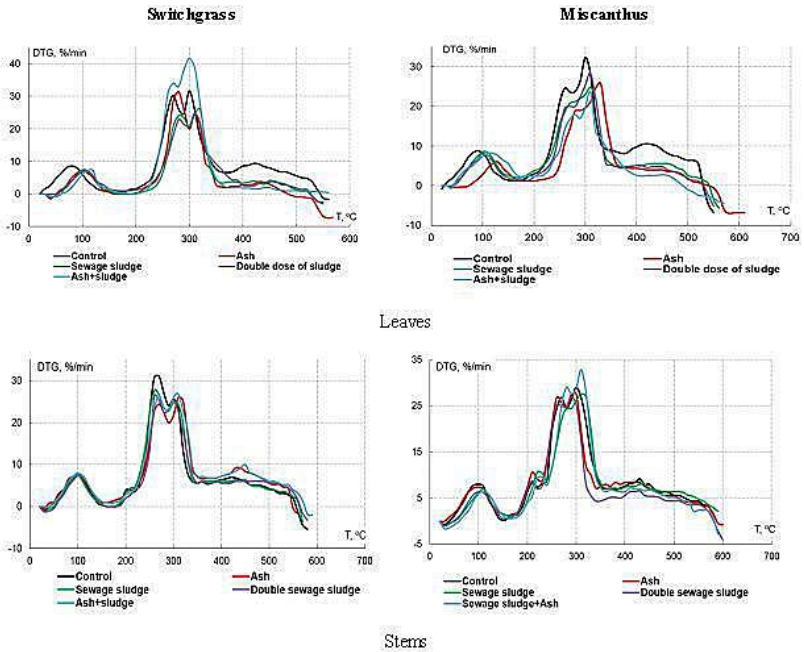 Switchgrass
Miscanthus
DTG, %/min
40
30
20
10
0
-10
0
100
200
300
400
500
600
T, ºC
Control
Ash
Sewage sludge
Double dose of sludge
Ash+sludge
DTG, %/min
30
20
10
0
-10
0
100
200
300
400
500
600
700
T, ºC
Control
Ash
Sewage sludge
Double dose of sludge
Ash+sludge
Leaves
DTG, %/min
30
20
10
0
-10
0
100
200
300
400
500
600
700
T, ºC
Control
Ash
Sewage sludge
Double sewage sludge
Ash+sludge
DTG, %/min
35
25
15
5
-5
0
100
200
300
400
500
600
700
T, ºC
Control
Ash
Sewage sludge
Double sewage sludge
Sewage sludge+Ash
Stems